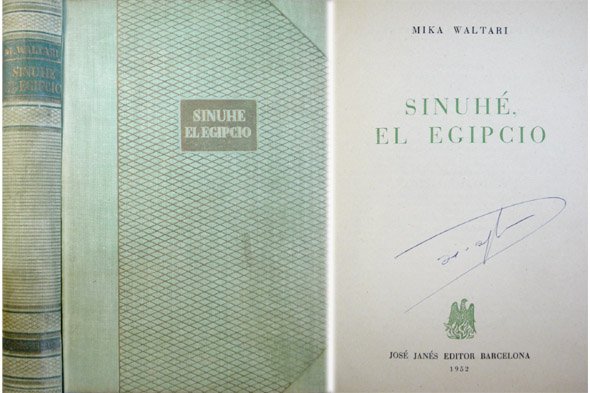 M. WALTARI
SINUHE
EL EGIPCIO
SINUHE
EL EGIPCIO
MIKA WALTARI
SINUHÉ,
EL EGIPCIO
JOSÉ JANÉS EDITOR BARCELONA
1952